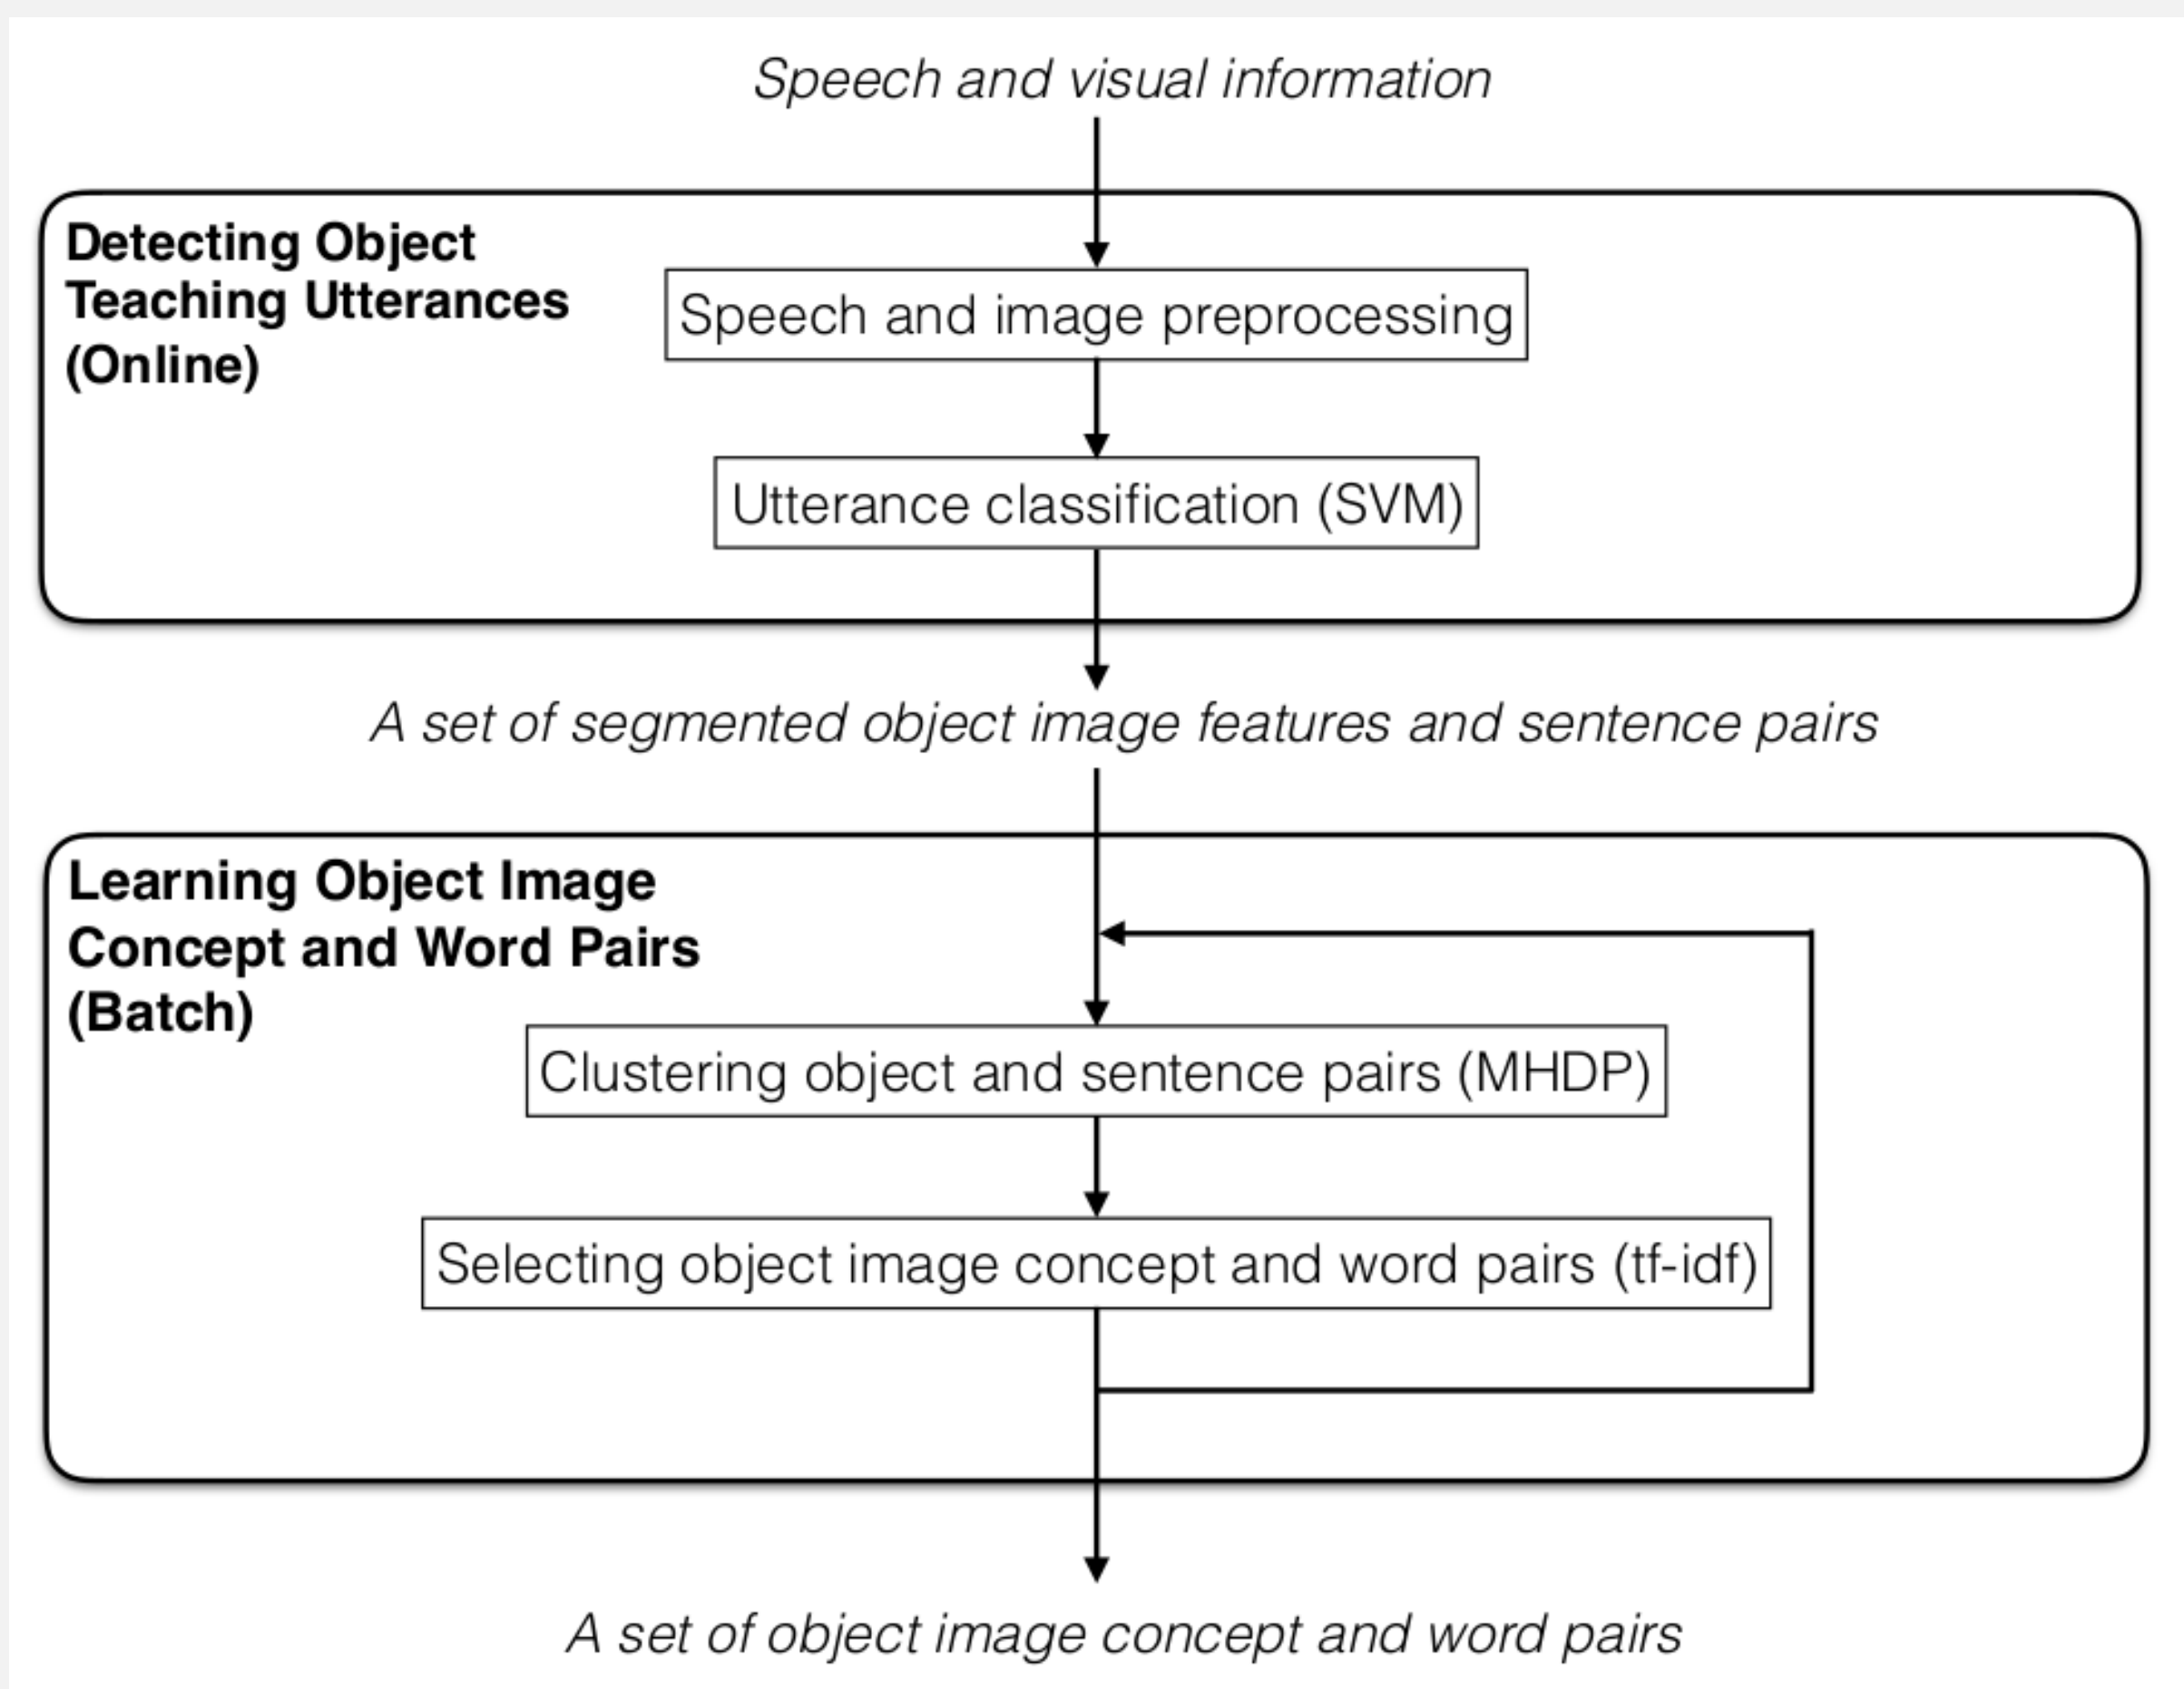 Speech and visual information
Detecting Object
Teaching Utterances
(Online)
Speech and image preprocessing
Utterance classification (SVM)
A set of segmented object image features and sentence pairs
Learning Object Image
Concept and Word Pairs
(Batch)
Clustering object and sentence pairs (MHDP)
Selecting object image concept and word pairs (tf-idf)
A set of object image concept and word pairs